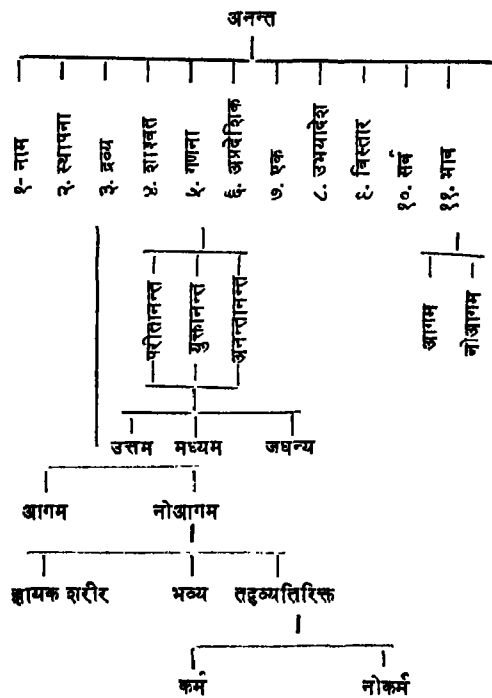 अनन्त
१- नाम
२. स्थापना
३. द्रव्य
४. शाश्वत
५. गणना
६. अप्रदेशिक
७. एक
८. उभयादेश
९. विस्तार
१०. सर्व
११. भाव
परीतानन्त
युक्तानन्त
अनन्तानन्त
आगम
नोआगम
उत्तम मध्यम जघन्य
आगम नोआगम
ज्ञायक शरीर भव्य तद्व्यतिरिक्त
कर्म नोकर्म